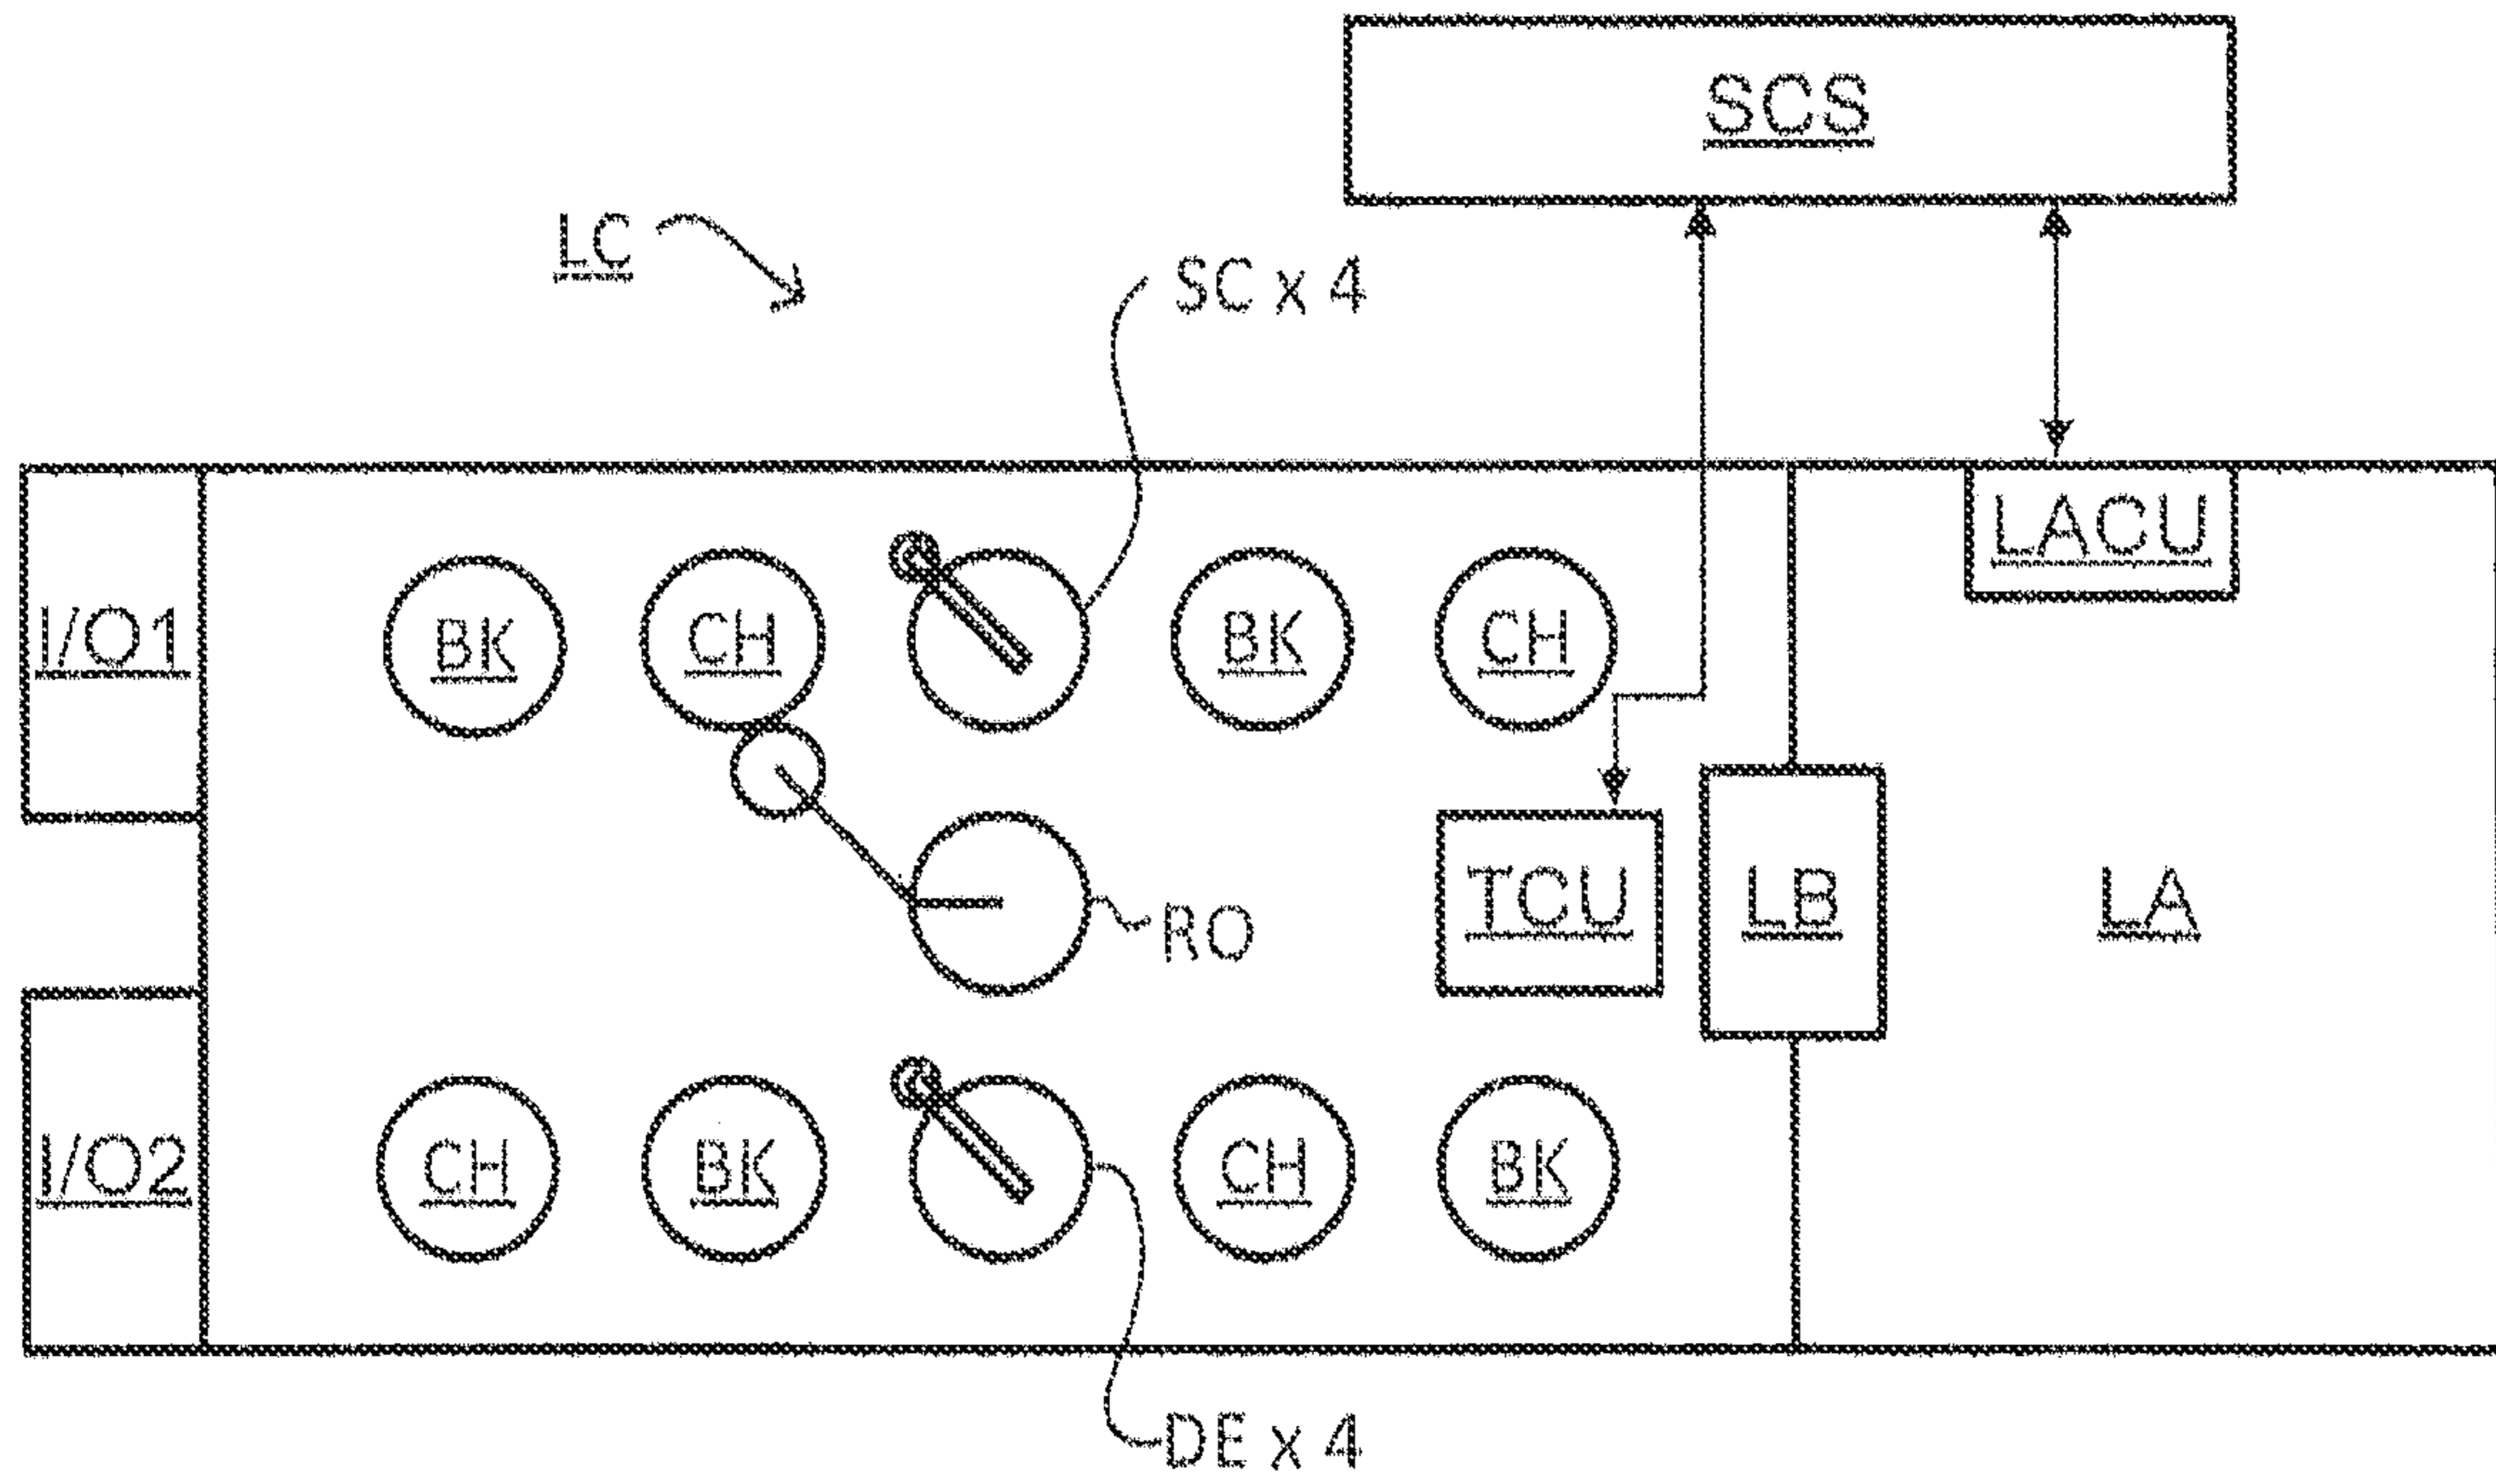 SCS
LC
SC x 4
LACU
I/O1
BK
CH
BK
CH
TCU
LB
LA
RO
I/O2
CH
BK
CH
BK
DE x 4